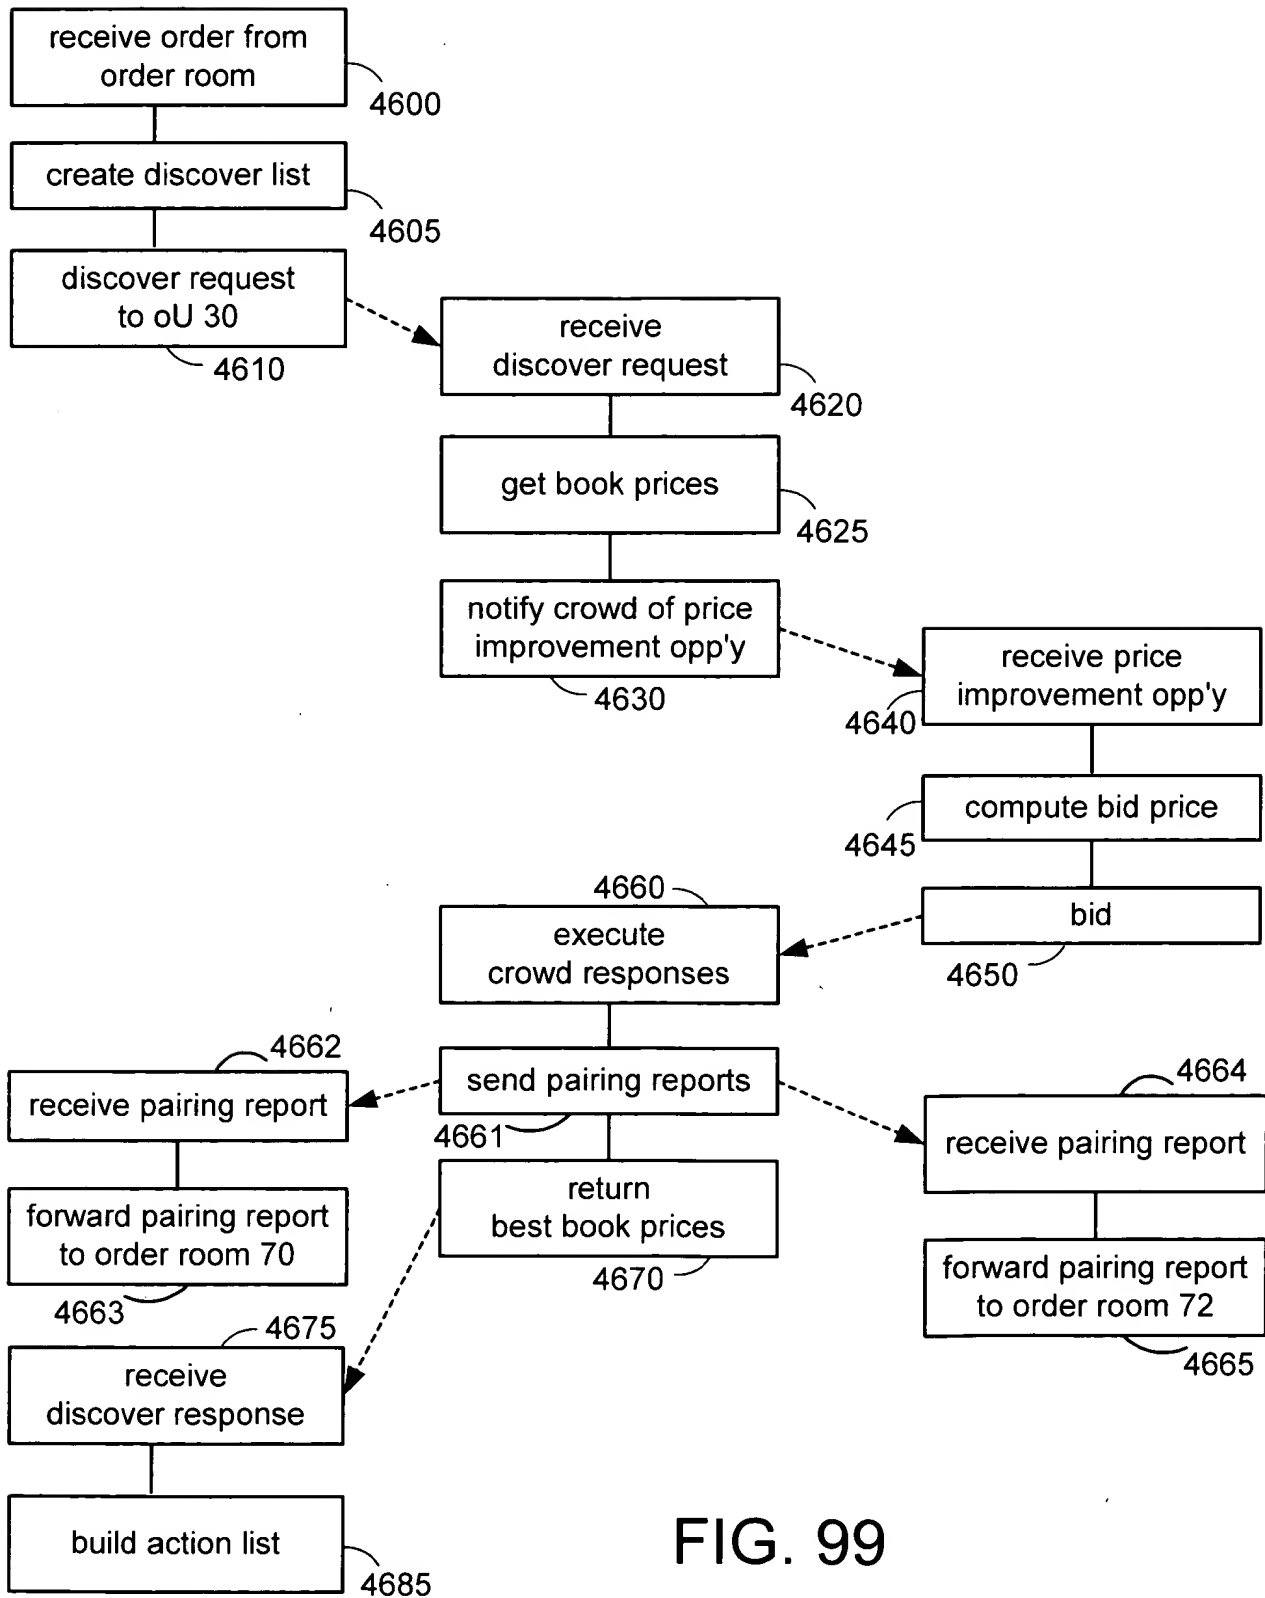 receive order from
order room
4600
create discover list
4605
discover request
to oU 30
4610
receive
discover request
4620
get book prices
4625
notify crowd of price
improvement opp'y
4630
receive price
improvement opp'y
4640
compute bid price
4645
bid
4650
4660
execute
crowd responses
send pairing reports
4661
4662
receive pairing report
forward pairing report
to order room 70
4663
4664
receive pairing report
forward pairing report
to order room 72
4665
return
best book prices
4670
4675
receive
discover response
build action list
4685
FIG. 99